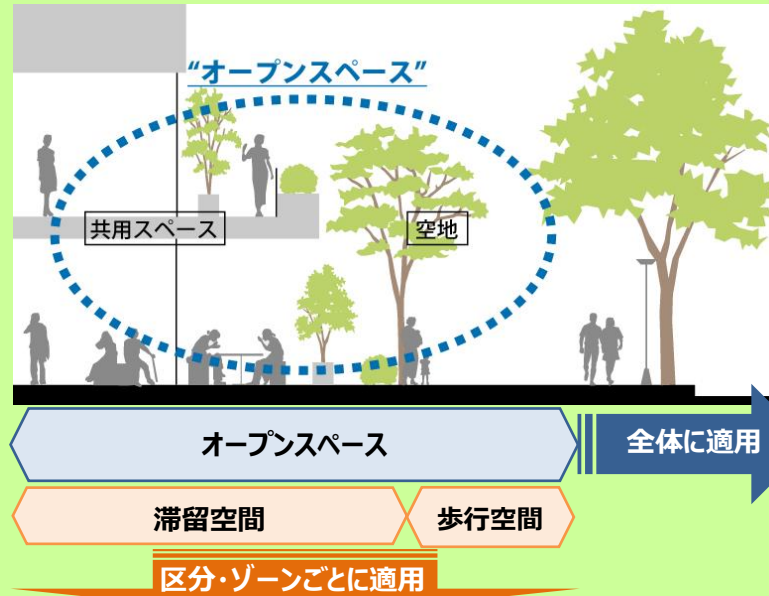 “オープンスペース”
共用スペース
空地
オープンスペース
全体に適用
滞留空間
歩行空間
区分・ゾーンごとに適用